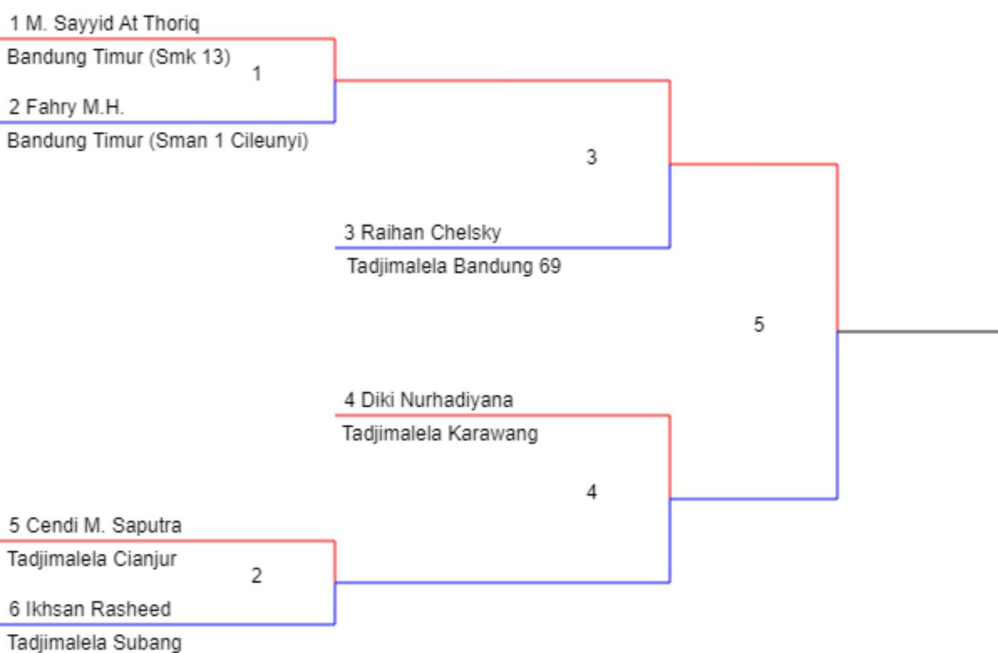 1 M. Sayyid At Thoriq
Bandung Timur (Smk 13)
1
2 Fahry M.H.
Bandung Timur (Sman 1 Cileunyi)
3
3 Raihan Chelsky
Tadjimalela Bandung 69
5
4 Diki Nurhadiyana
Tadjimalela Karawang
4
5 Cendi M. Saputra
Tadjimalela Cianjur
2
6 Ikhsan Rasheed
Tadjimalela Subang